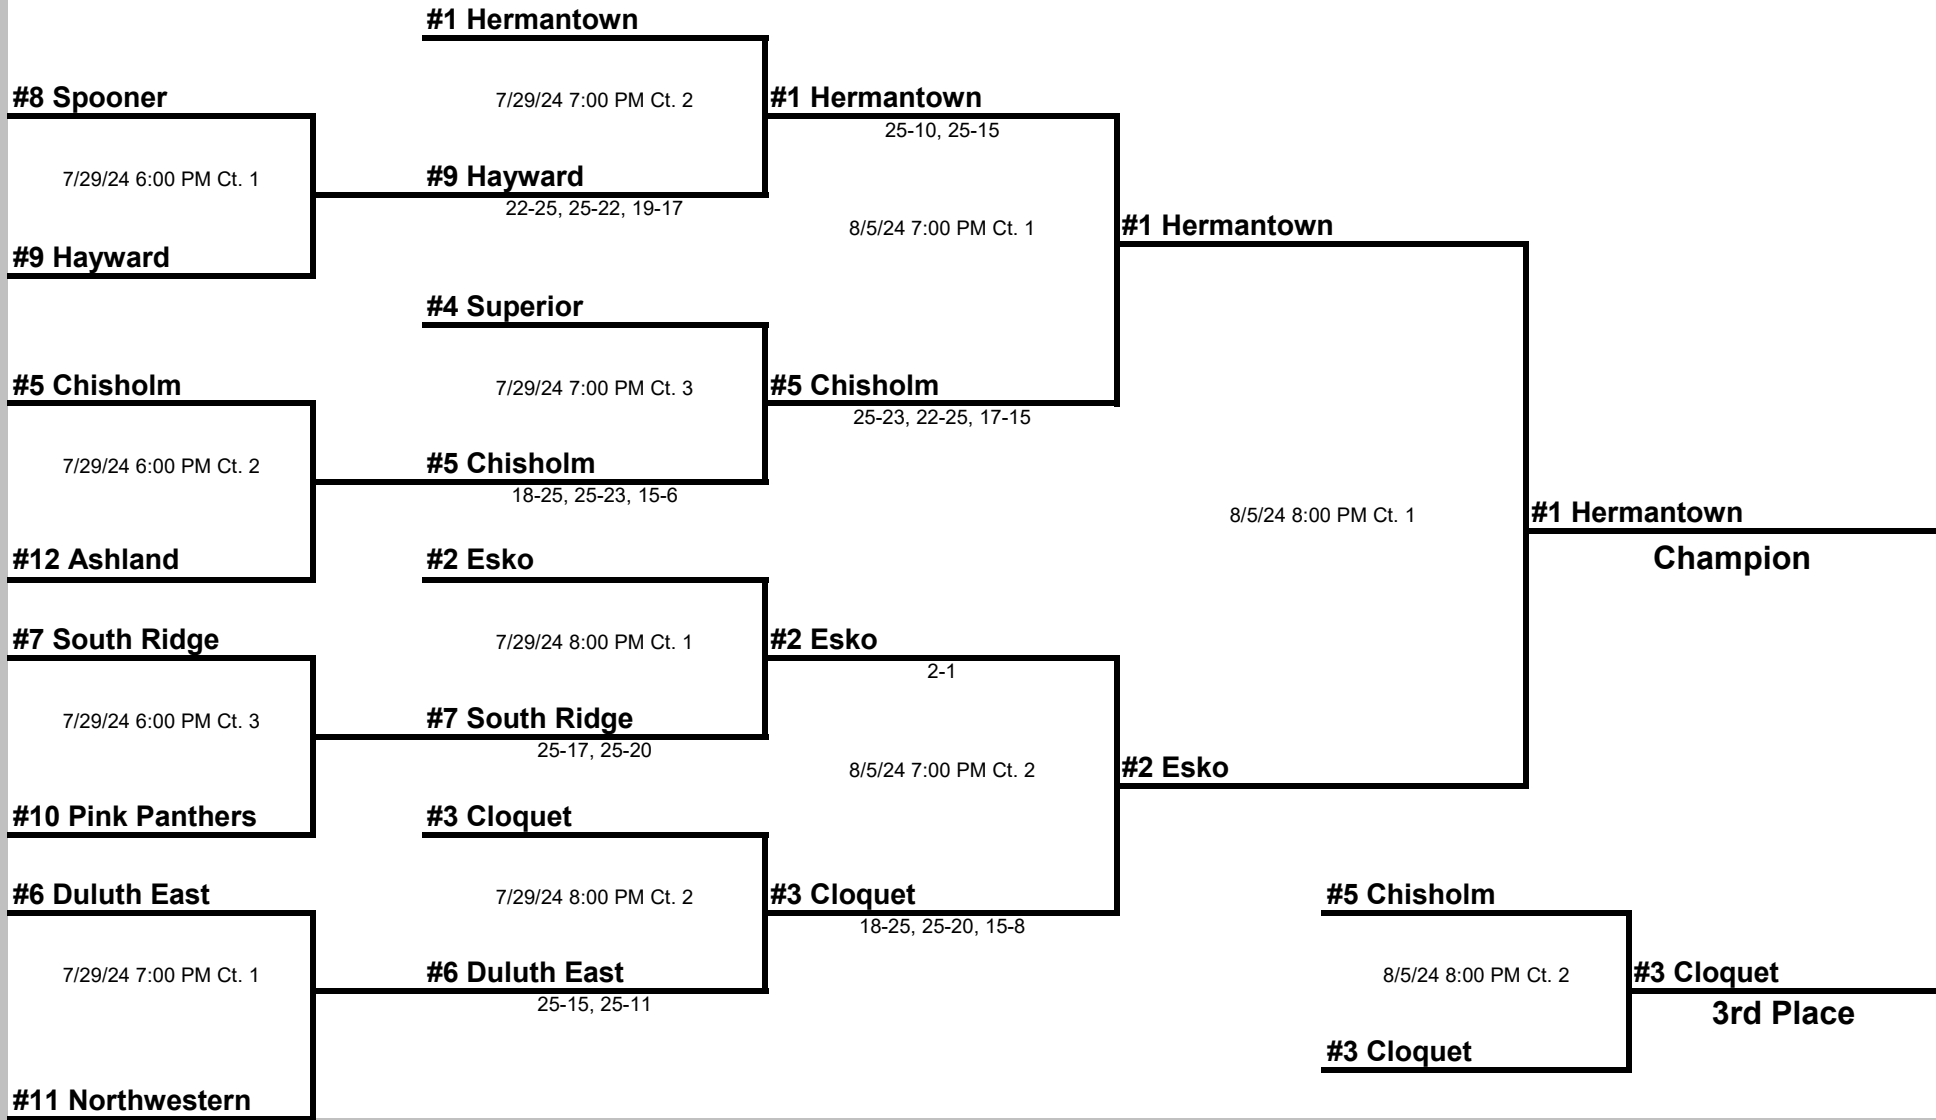 #1 Hermantown
#8 Spooner
7/29/24 7:00 PM Ct. 2
#1 Hermantown
25-10, 25-15
7/29/24 6:00 PM Ct. 1
#9 Hayward
22-25, 25-22, 19-17
8/5/24 7:00 PM Ct. 1
#1 Hermantown
#9 Hayward
#4 Superior
#5 Chisholm
7/29/24 7:00 PM Ct. 3
#5 Chisholm
25-23, 22-25, 17-15
7/29/24 6:00 PM Ct. 2
#5 Chisholm
18-25, 25-23, 15-6
8/5/24 8:00 PM Ct. 1
#1 Hermantown
Champion
#12 Ashland
#2 Esko
#7 South Ridge
7/29/24 8:00 PM Ct. 1
#2 Esko
2-1
7/29/24 6:00 PM Ct. 3
#7 South Ridge
25-17, 25-20
8/5/24 7:00 PM Ct. 2
#2 Esko
#10 Pink Panthers
#3 Cloquet
#6 Duluth East
7/29/24 8:00 PM Ct. 2
#3 Cloquet
18-25, 25-20, 15-8
#5 Chisholm
7/29/24 7:00 PM Ct. 1
#6 Duluth East
25-15, 25-11
8/5/24 8:00 PM Ct. 2
#3 Cloquet
3rd Place
#3 Cloquet
#11 Northwestern